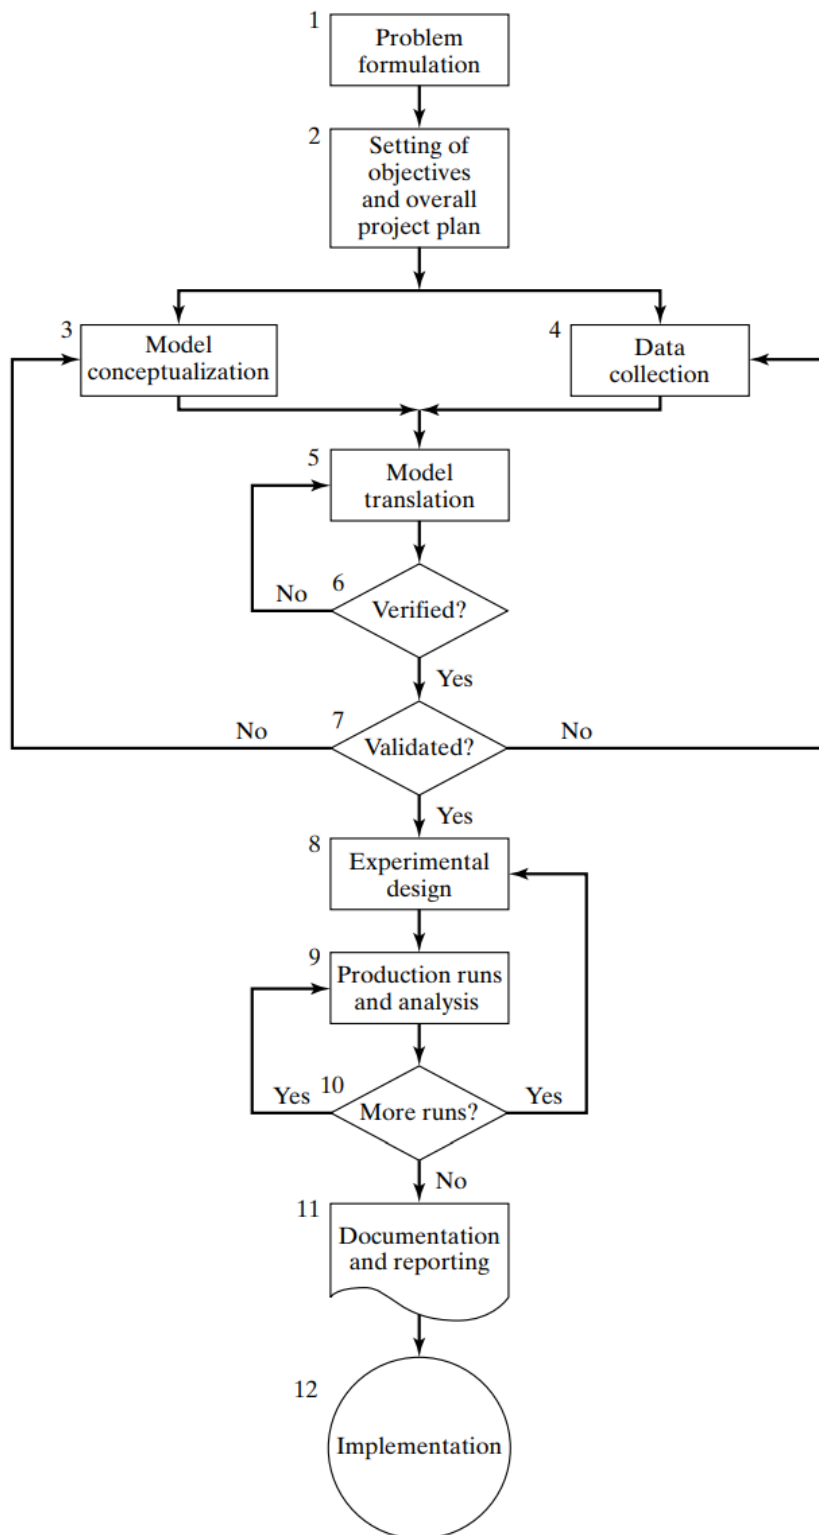 1
Problem
formulation
2
Setting of
objectives
and overall
project plan
3
Model
conceptualization
4
Data
collection
5
Model
translation
6
Verified?
No
Yes
7
Validated?
No
No
Yes
8
Experimental
design
9
Production runs
and analysis
10
More runs?
Yes
Yes
No
11
Documentation
and reporting
12
Implementation